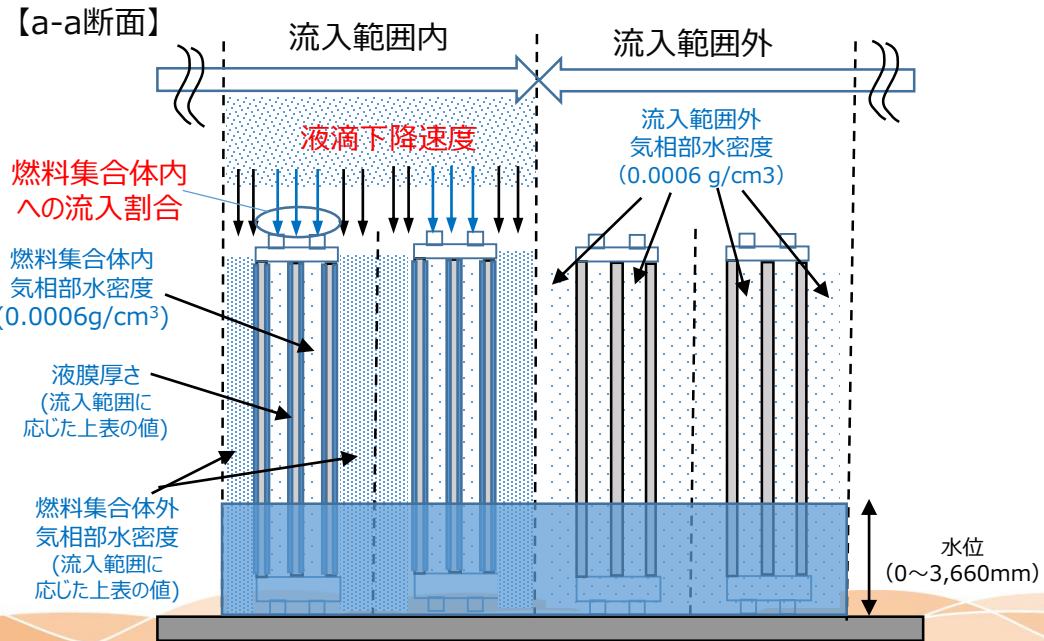 【a-a断面】
流入範囲内
流入範囲外
液滴下降速度
燃料集合体内
への流入割合
流入範囲外
気相部水密度
(0.0006 g/cm3)
燃料集合体内
気相部水密度
(0.0006g/cm³)
液膜厚さ
(流入範囲に
応じた上表の値)
燃料集合体外
気相部水密度
(流入範囲に
応じた上表の値)
水位
(0～3,660mm)